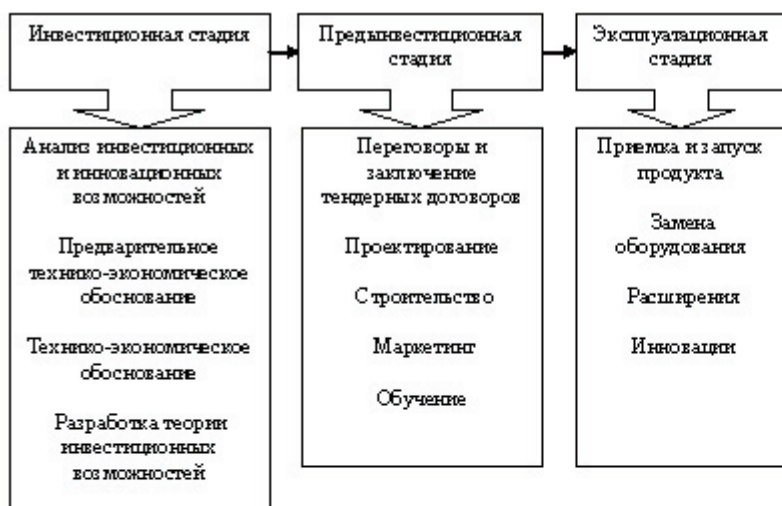 Инвестиционная стадия
Предынвестиционная
стадия
Эксплуатационная
стадия
Анализ инвестиционных
и инновационных
возможностей
Предварительное
технико-экономическое
обоснование
Технико-экономическое
обоснование
Разработка теории
инвестиционных
возможностей
Переговоры и
заключение
тендерных договоров
Проектирование
Строительство
Маркетинг
Обучение
Приемка и запуск
продукта
Замена
оборудования
Расширения
Инновации